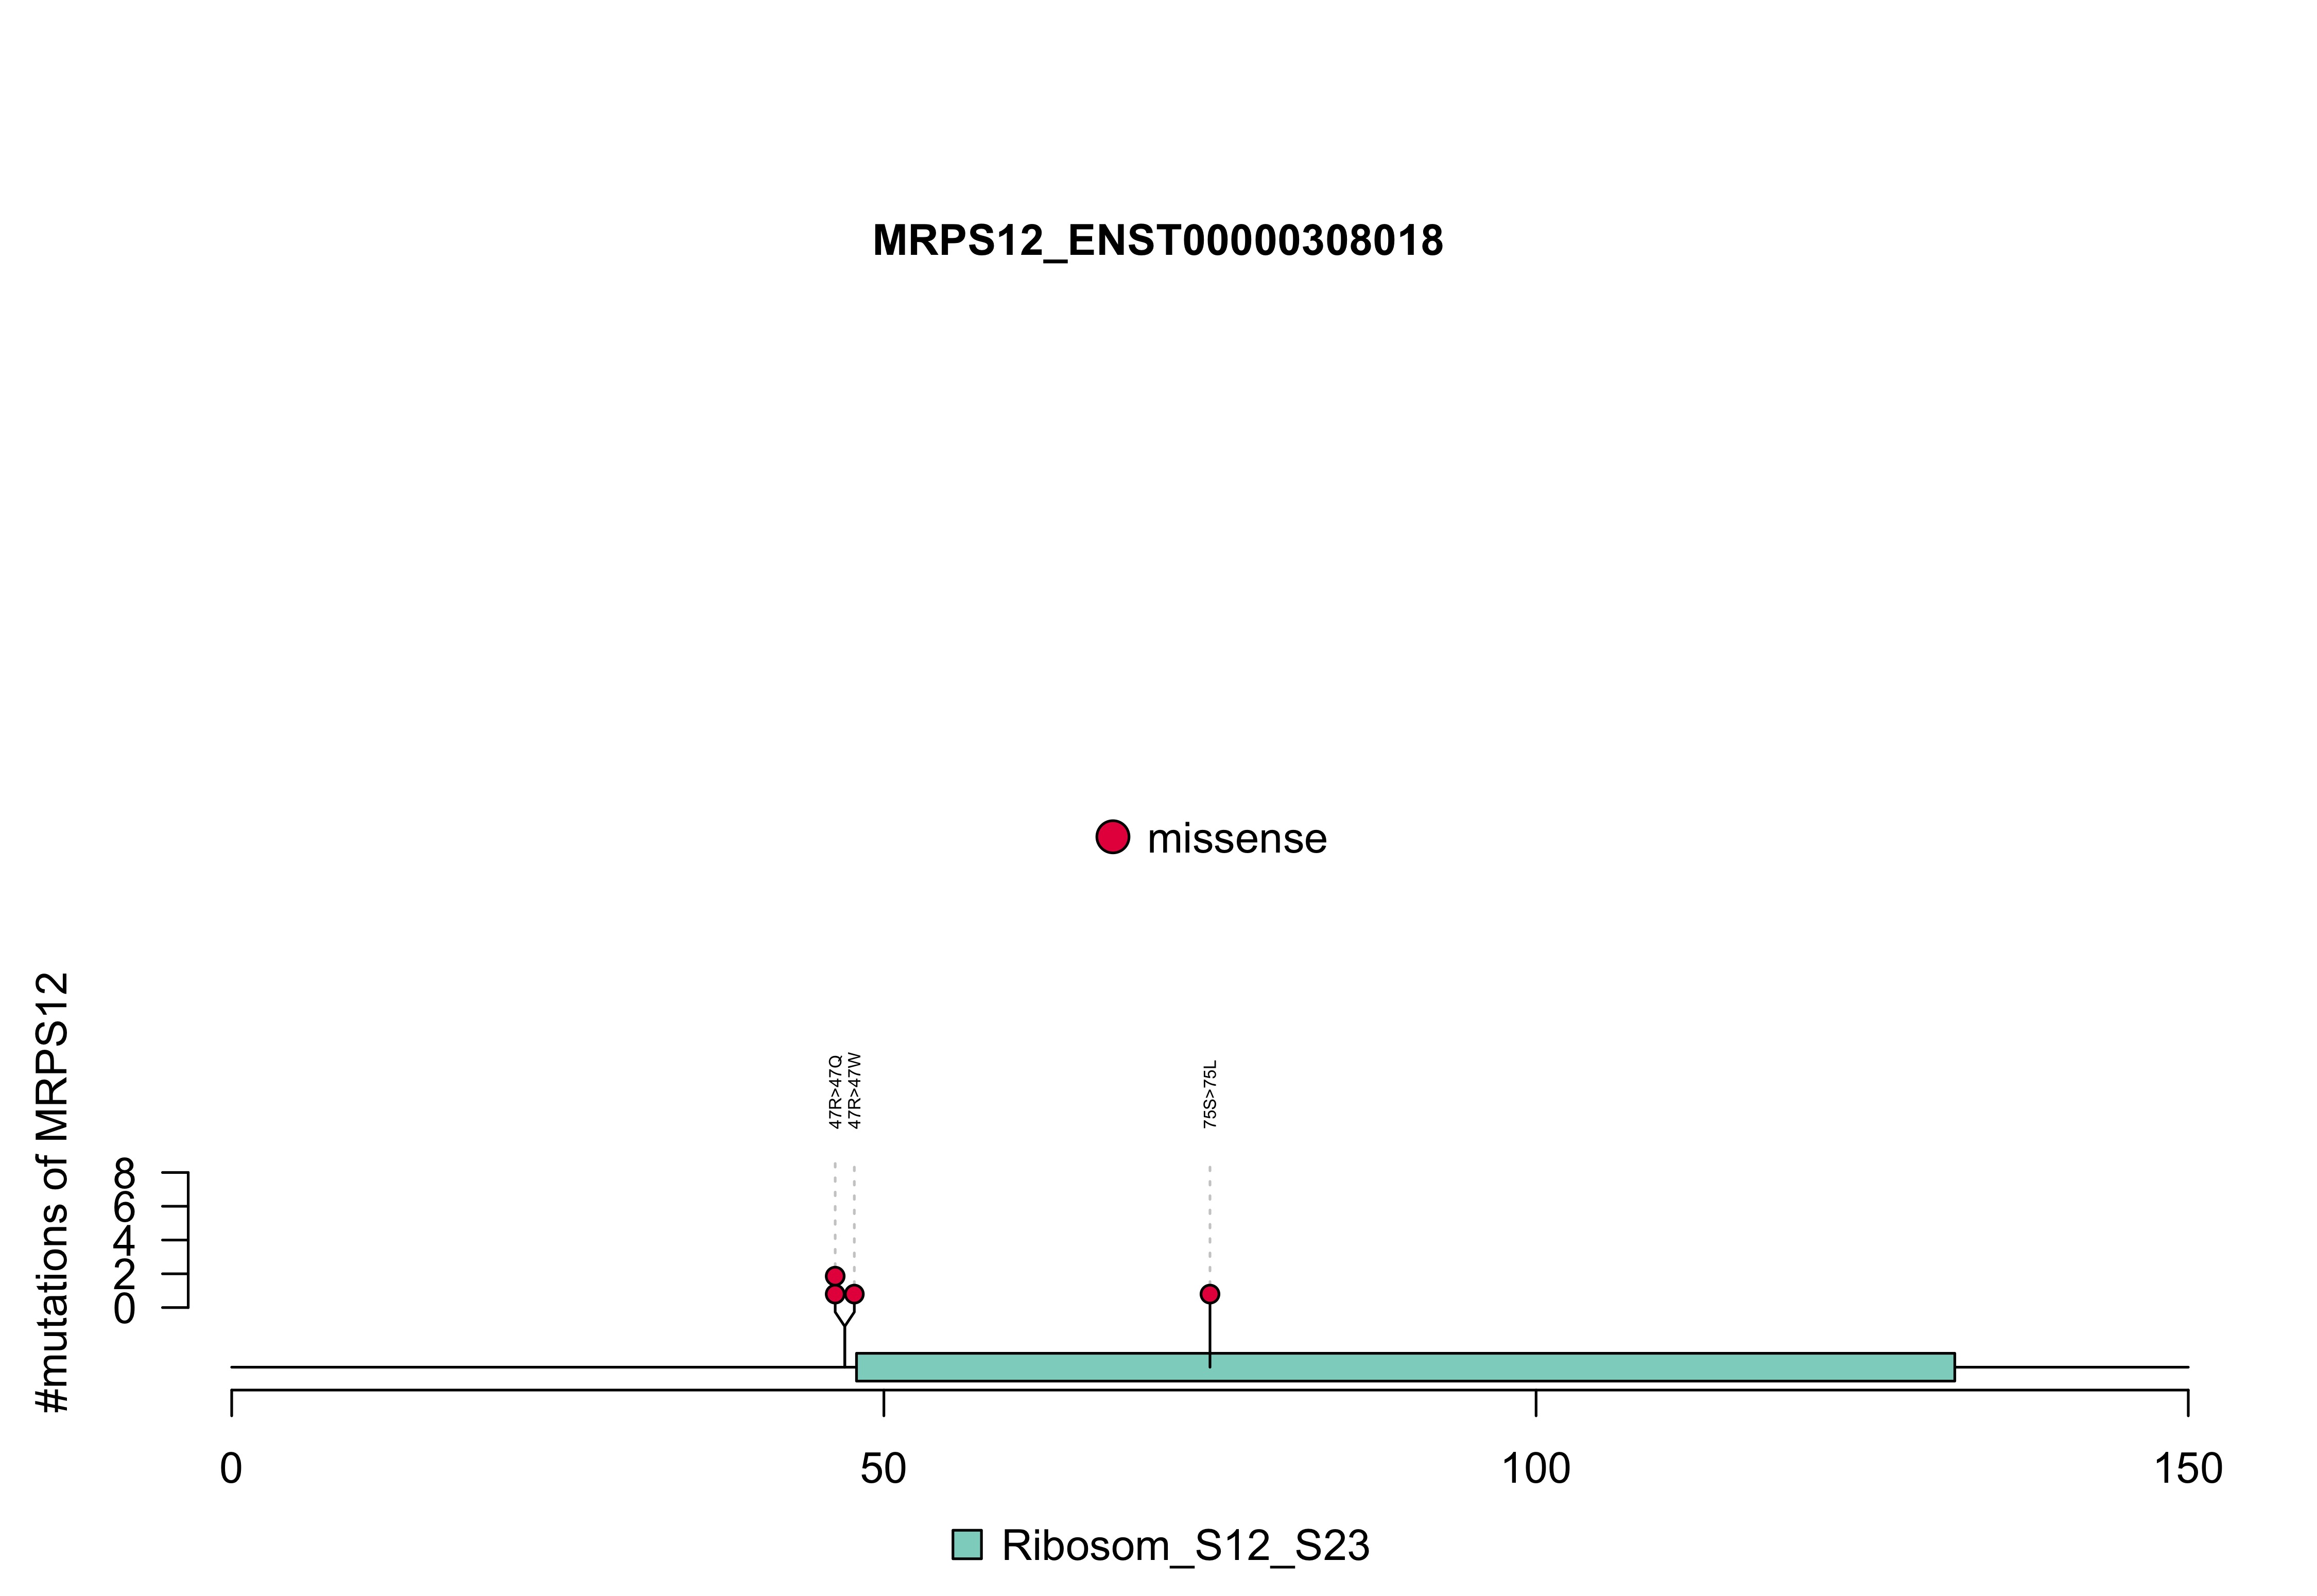 MRPS12_ENST00000308018
missense
#mutations of MRPS12
47R>47Q
47R>47W
75S>75L
8
6
4
2
0
0 50 100 150
Ribosom_S12_S23